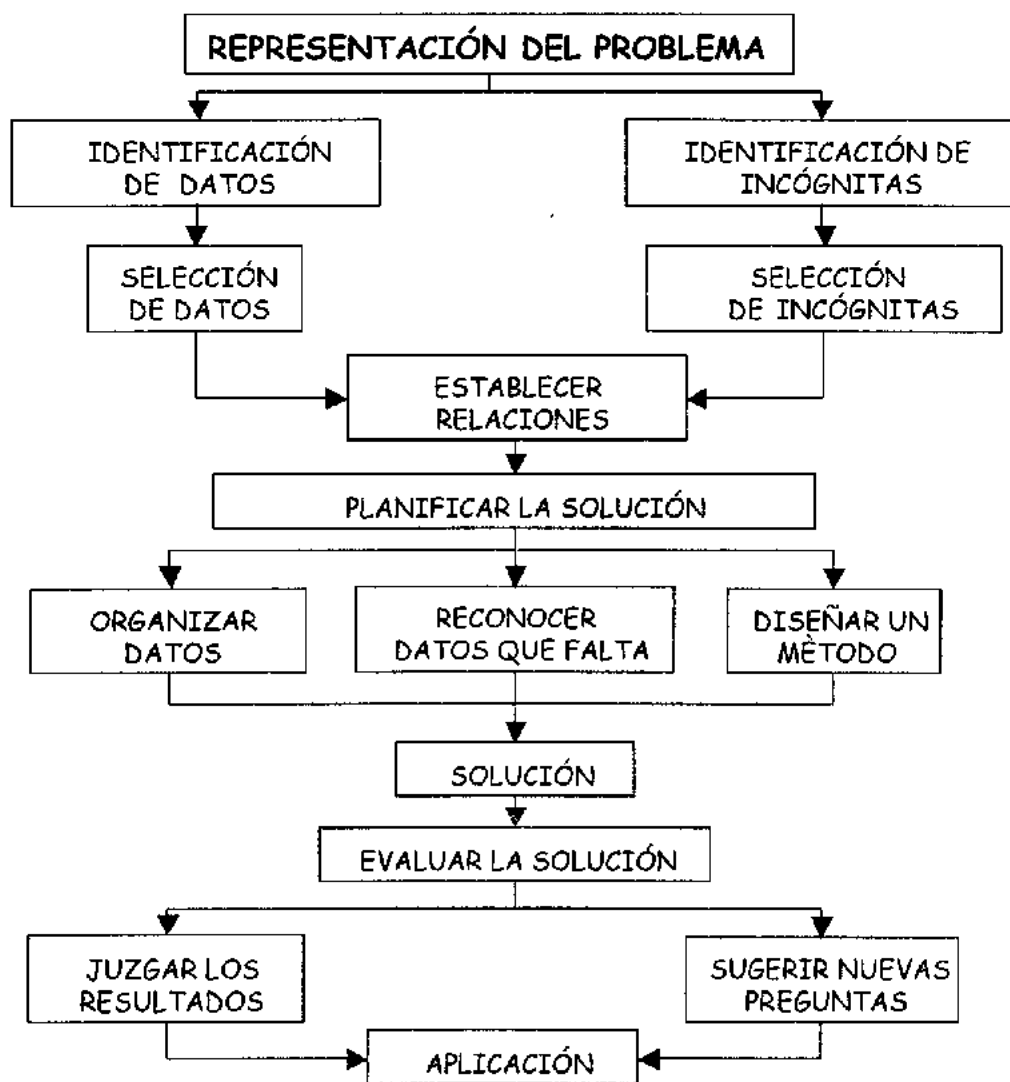 REPRESENTACIÓN DEL PROBLEMA
IDENTIFICACIÓN
DE DATOS
IDENTIFICACIÓN DE
INCÓGNITAS
SELECCIÓN
DE DATOS
SELECCIÓN
DE INCÓGNITAS
ESTABLECER
RELACIONES
PLANIFICAR LA SOLUCIÓN
ORGANIZAR
DATOS
RECONOCER
DATOS QUE FALTA
DISEÑAR UN
MÈTODO
SOLUCIÓN
EVALUAR LA SOLUCIÓN
JUZGAR LOS
RESULTADOS
SUGERIR NUEVAS
PREGUNTAS
APLICACIÓN